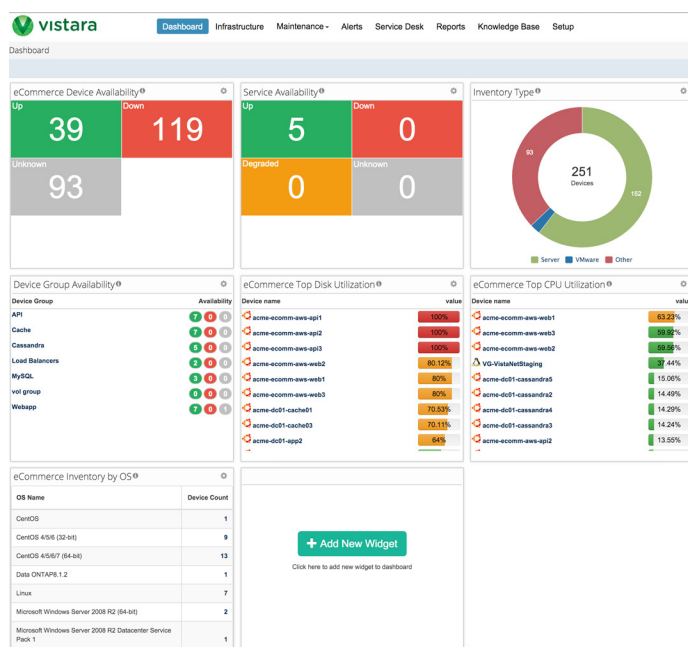 vistara
Dashboard Infrastructure Maintenance Alerts Service Desk Reports Knowledge Base Setup
Dashboard
eCommerce Device Availability
Up
39
Down
119
Unknown
93
Service Availability
Up
5
Down
0
Degraded
0
Unknown
0
Inventory Type
93
251
Devices
152
Server VMware Other
Device Group Availability
Device Group Availability
API 7 0 0
Cache 7 0 0
Cassandra 5 0 0
Load Balancers 2 0 0
MySQL 3 0 0
vol group 0 0 0
Webapp 7 0 1
eCommerce Top Disk Utilization
Device name value
acme-ecomm-aws-api1 100%
acme-ecomm-aws-api2 100%
acme-ecomm-aws-api3 100%
acme-ecomm-aws-web2 80.12%
acme-ecomm-aws-web1 80%
acme-ecomm-aws-web3 80%
acme-dc01-cache01 70.53%
acme-dc01-cache03 70.11%
acme-dc01-app2 64%
eCommerce Top CPU Utilization
Device name valu
acme-ecomm-aws-web1 63.23%
acme-ecomm-aws-web3 59.92%
acme-ecomm-aws-web2 59.56%
VG-VistaNetStaging 37.44%
acme-dc01-cassandra5 15.06%
acme-dc01-cassandra2 14.49%
acme-dc01-cassandra4 14.29%
acme-dc01-cassandra3 14.24%
acme-ecomm-aws-api2 13.55%
eCommerce Inventory by OS
OS Name Device Count
CentOS 1
CentOS 4/5/6 (32-bit) 9
CentOS 4/5/6/7 (64-bit) 13
Data ONTAP8.1.2 1
Linux 7
Microsoft Windows Server 2008 R2 (64-bit) 2
Microsoft Windows Server 2008 R2 Datacenter Service
Pack 1 1
+ Add New Widget
Click here to add new widget to dashboard